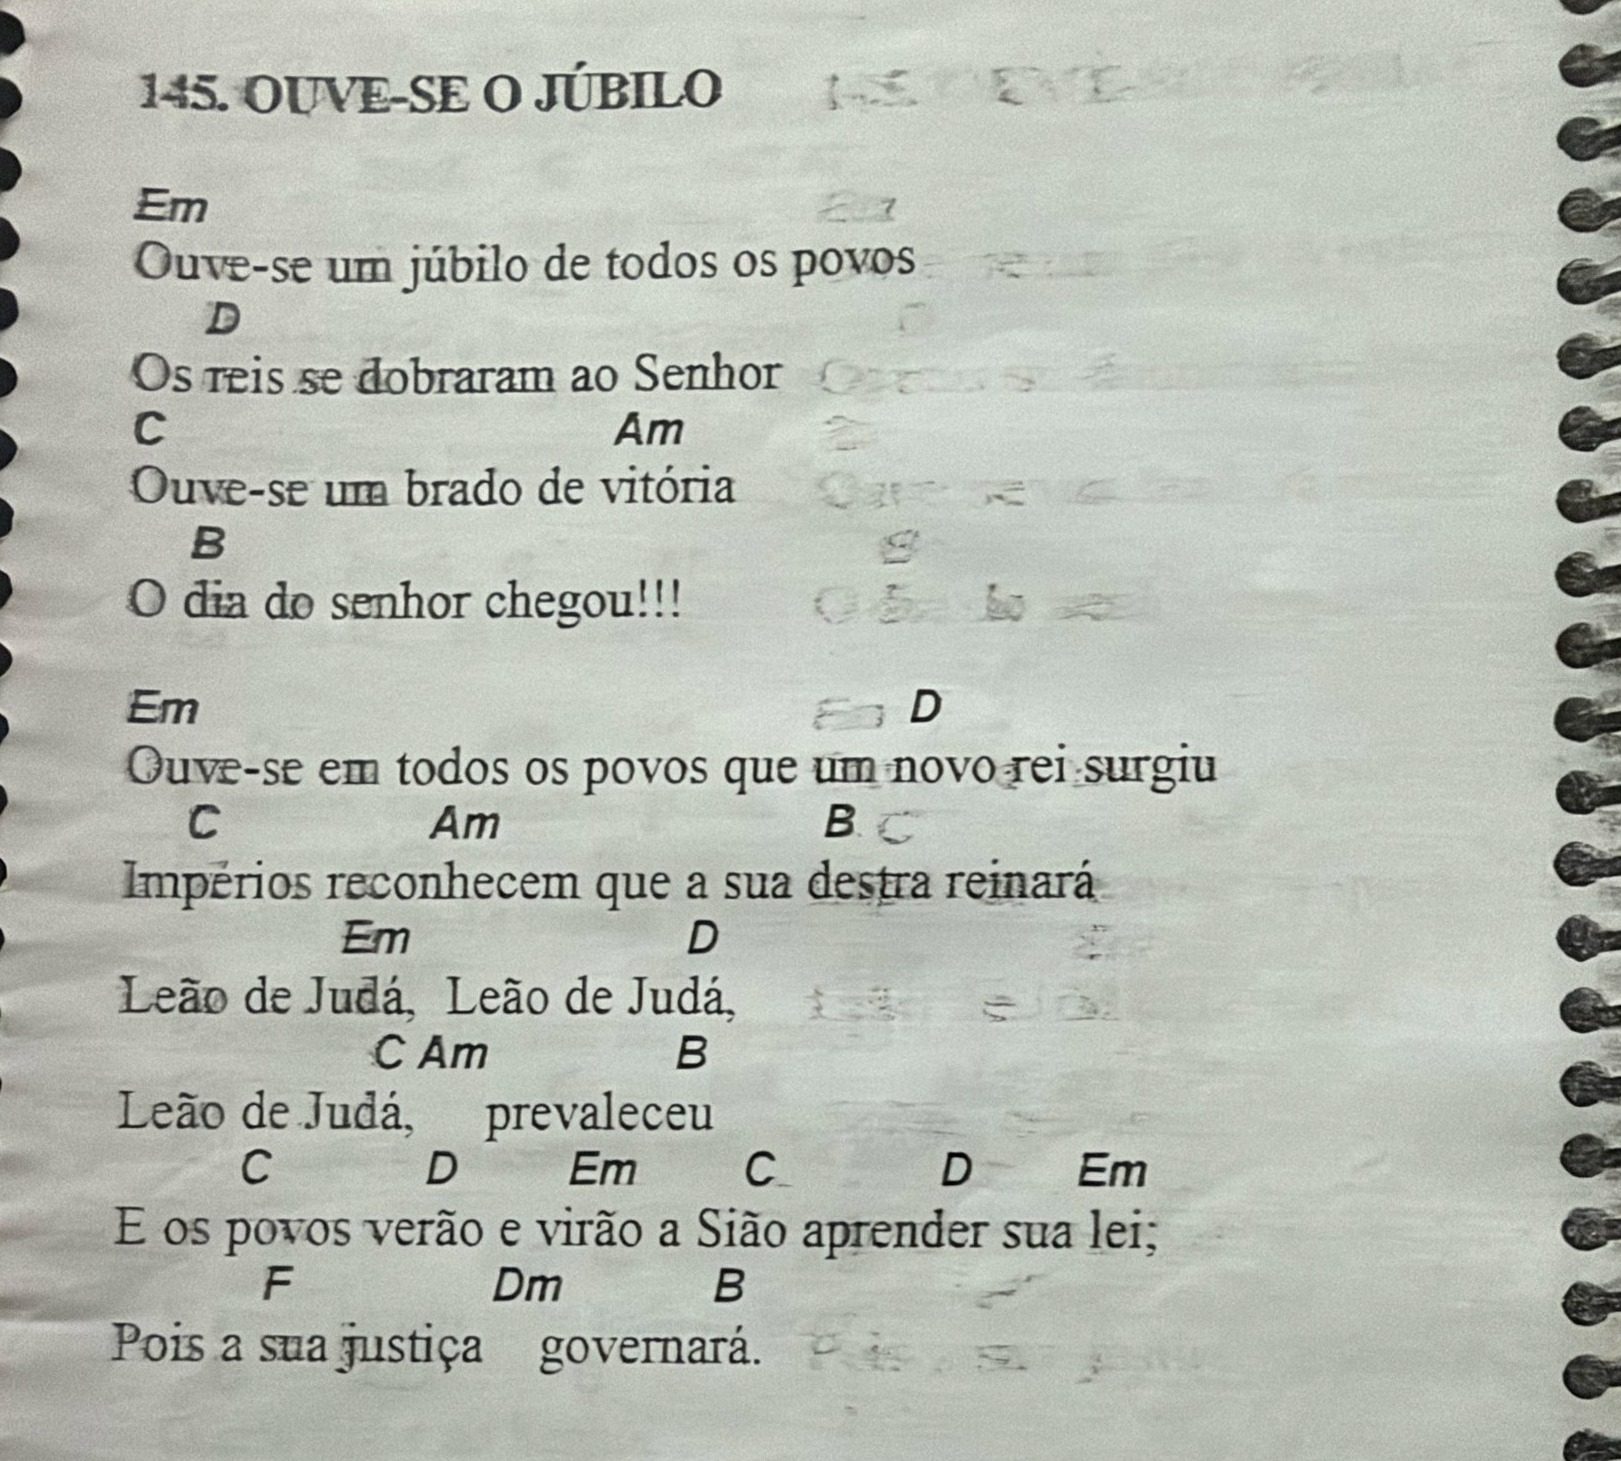 145. OUVE-SE O JÚBILO
Em
Ouve-se um júbilo de todos os povos
D
Os reis se dobraram ao Senhor
C Am
Ouve-se um brado de vitória
B
O dia do senhor chegou!!!
Em D
Ouve-se em todos os povos que um novo rei surgiu
C Am B
Impérios reconhecem que a sua destra reinará
Em D
Leão de Judá, Leão de Judá,
C Am B
Leão de Judá, prevaleceu
C D Em C D Em
E os povos verão e virão a Sião aprender sua lei;
F Dm B
Pois a sua justiça governará.